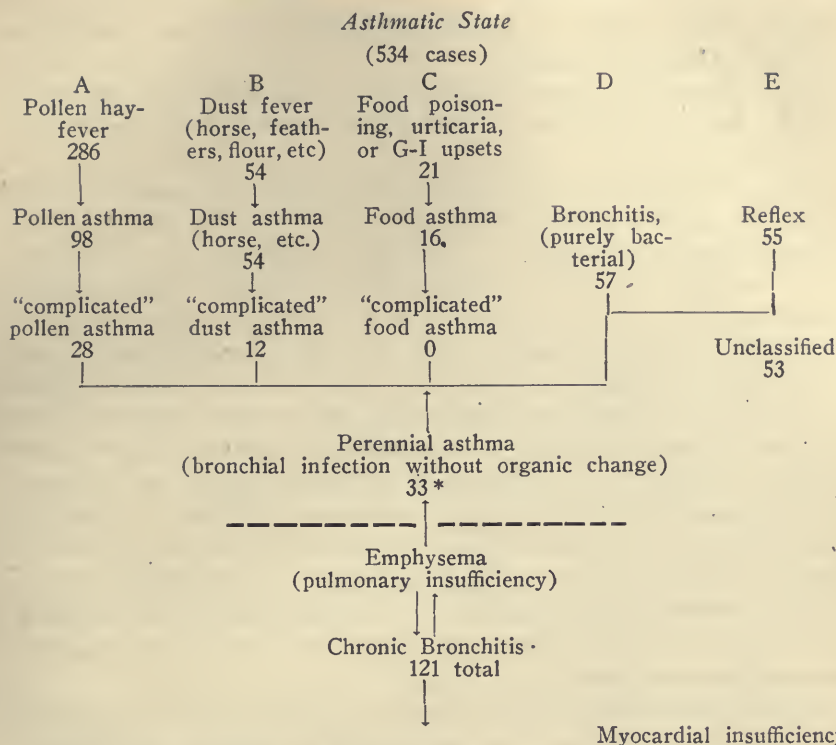 Asthmatic State
(534 cases)
A B C D E
Pollen hay-
fever
286
Dust fever
(horse, feath-
ers, flour, etc)
54
Food poison-
ing, urticaria,
or G-I upsets
21
Pollen asthma
98
Dust asthma
(horse, etc.)
54
Food asthma
16.
Bronchitis,
(purely bac-
terial)
57
Reflex
55
"complicated"
pollen asthma
28
"complicated"
dust asthma
12
"complicated"
food asthma
0
Unclassified
53
Perennial asthma
(bronchial infection without organic change)
33 *
Emphysema
(pulmonary insufficiency)
Chronic Bronchitis
121 total
Myocardial insufficienc